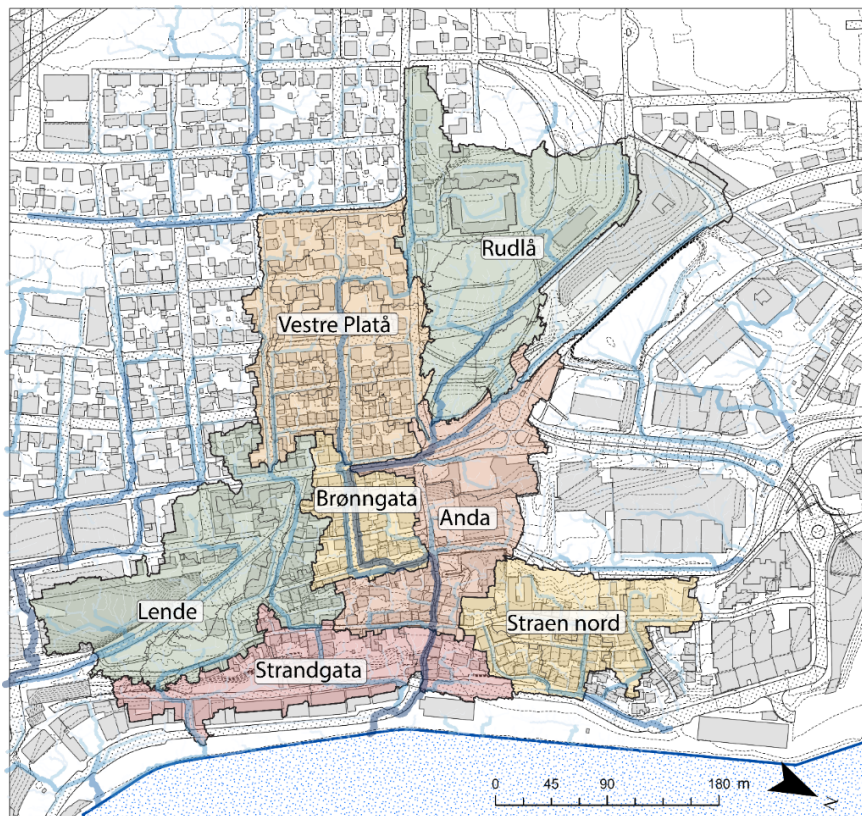 Rudlå
Vestre Platå
Brønngata
Anda
Lende
Straen nord
Strandgata
0 45 90 180 m
N